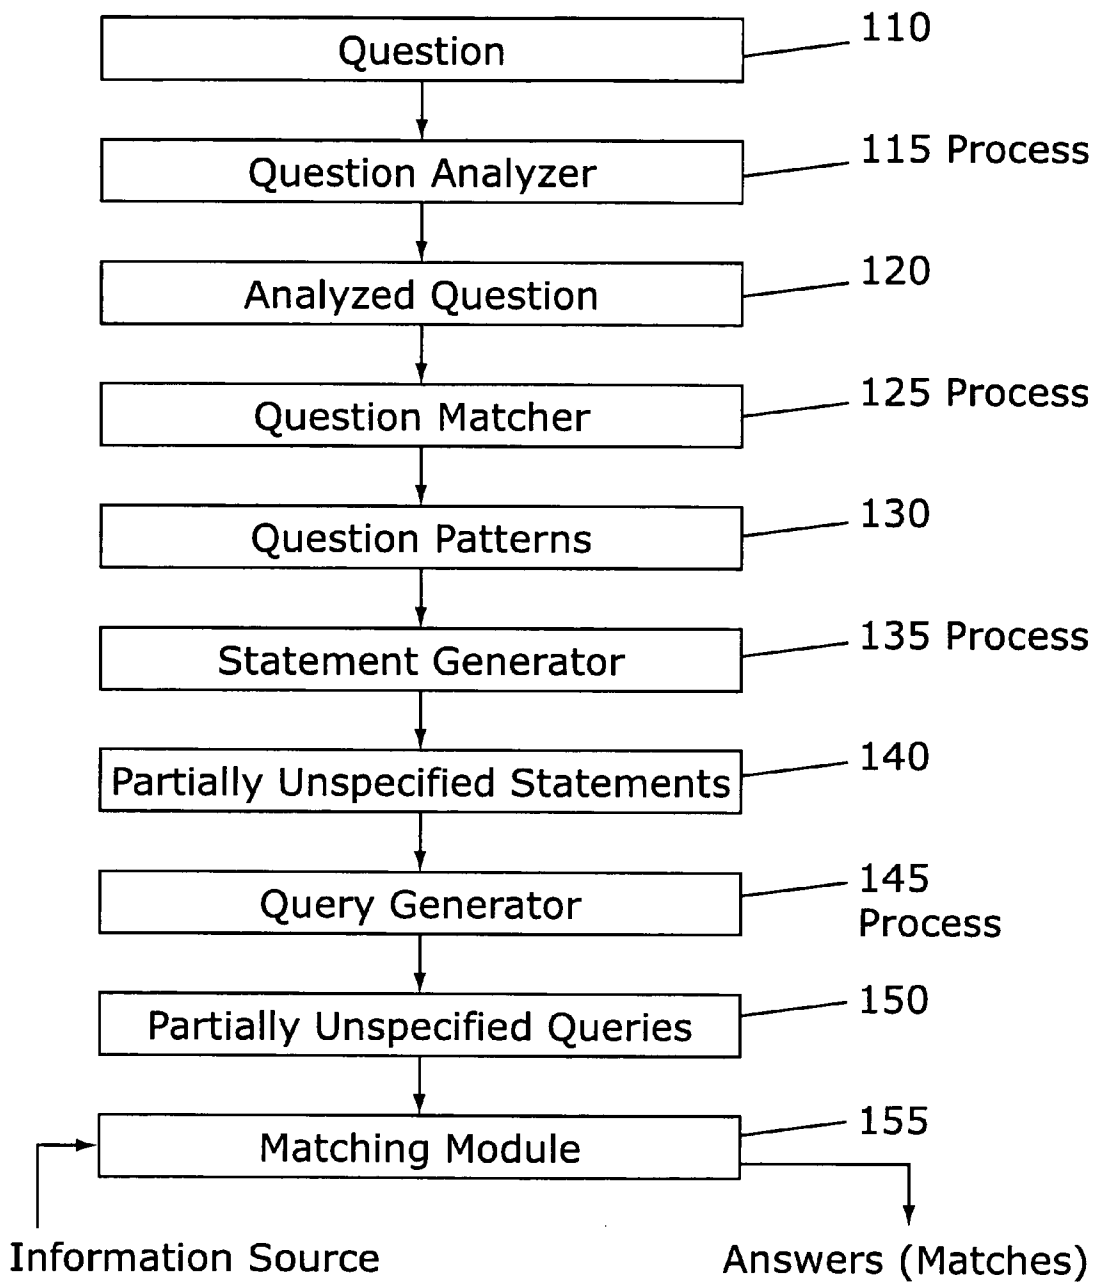 Question
110
Question Analyzer
115 Process
Analyzed Question
120
Question Matcher
125 Process
Question Patterns
130
Statement Generator
135 Process
Partially Unspecified Statements
140
Query Generator
145
Process
Partially Unspecified Queries
150
Matching Module
155
Information Source
Answers (Matches)